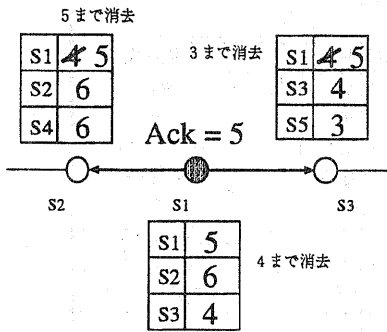 5 まで消去
S1 4 5
S2 6
S4 6
3 まで消去
S1 4 5
S3 4
S5 3
Ack = 5
S2
S1
S3
S1 5
S2 6
S3 4
4 まで消去